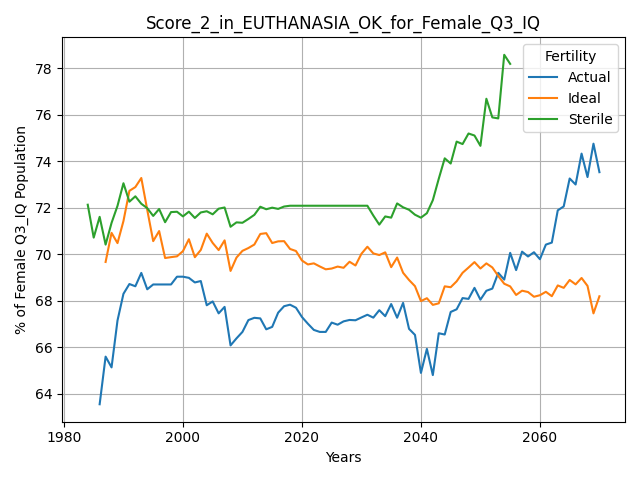 Score_2_in_EUTHANASIA_OK_for_Female_Q3_IQ
% of Female Q3_IQ Population
78
76
74
72
70
68
66
64
Fertility
Actual
Ideal
Sterile
1980
2000
2020
2040
2060
Years